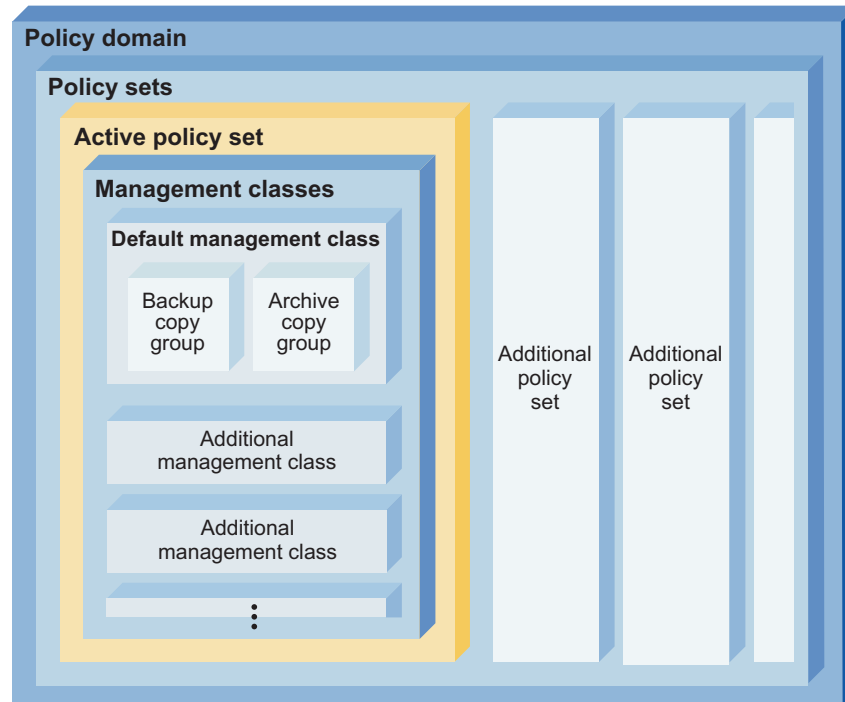 Policy domain
Policy sets
Active policy set
Management classes
Default management class
Backup
copy
group
Archive
copy
group
Additional
management class
Additional
management class
Additional
policy
set
Additional
policy
set